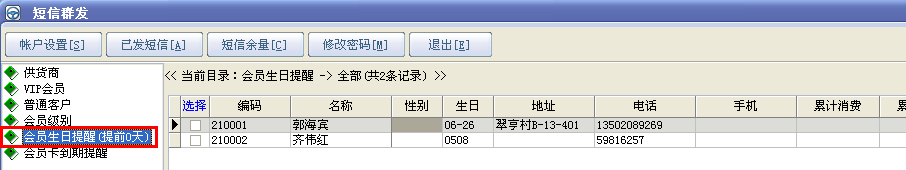 短信群发
帐户设置[S] 已发短信[A] 短信余量[C] 修改密码[M] 退出[E]
供货商
VIP会员
普通客户
会员级别
会员生日提醒(提前0天)
会员卡到期提醒
<< 当前目录：会员生日提醒 -> 全部(共2条记录) >>
选择 编码 名称 性别 生日 地址 电话 手机 累计消费 累
210001 郭海宾 06-26 翠亨村B-13-401 13502089269
210002 齐伟红 0508 59816257